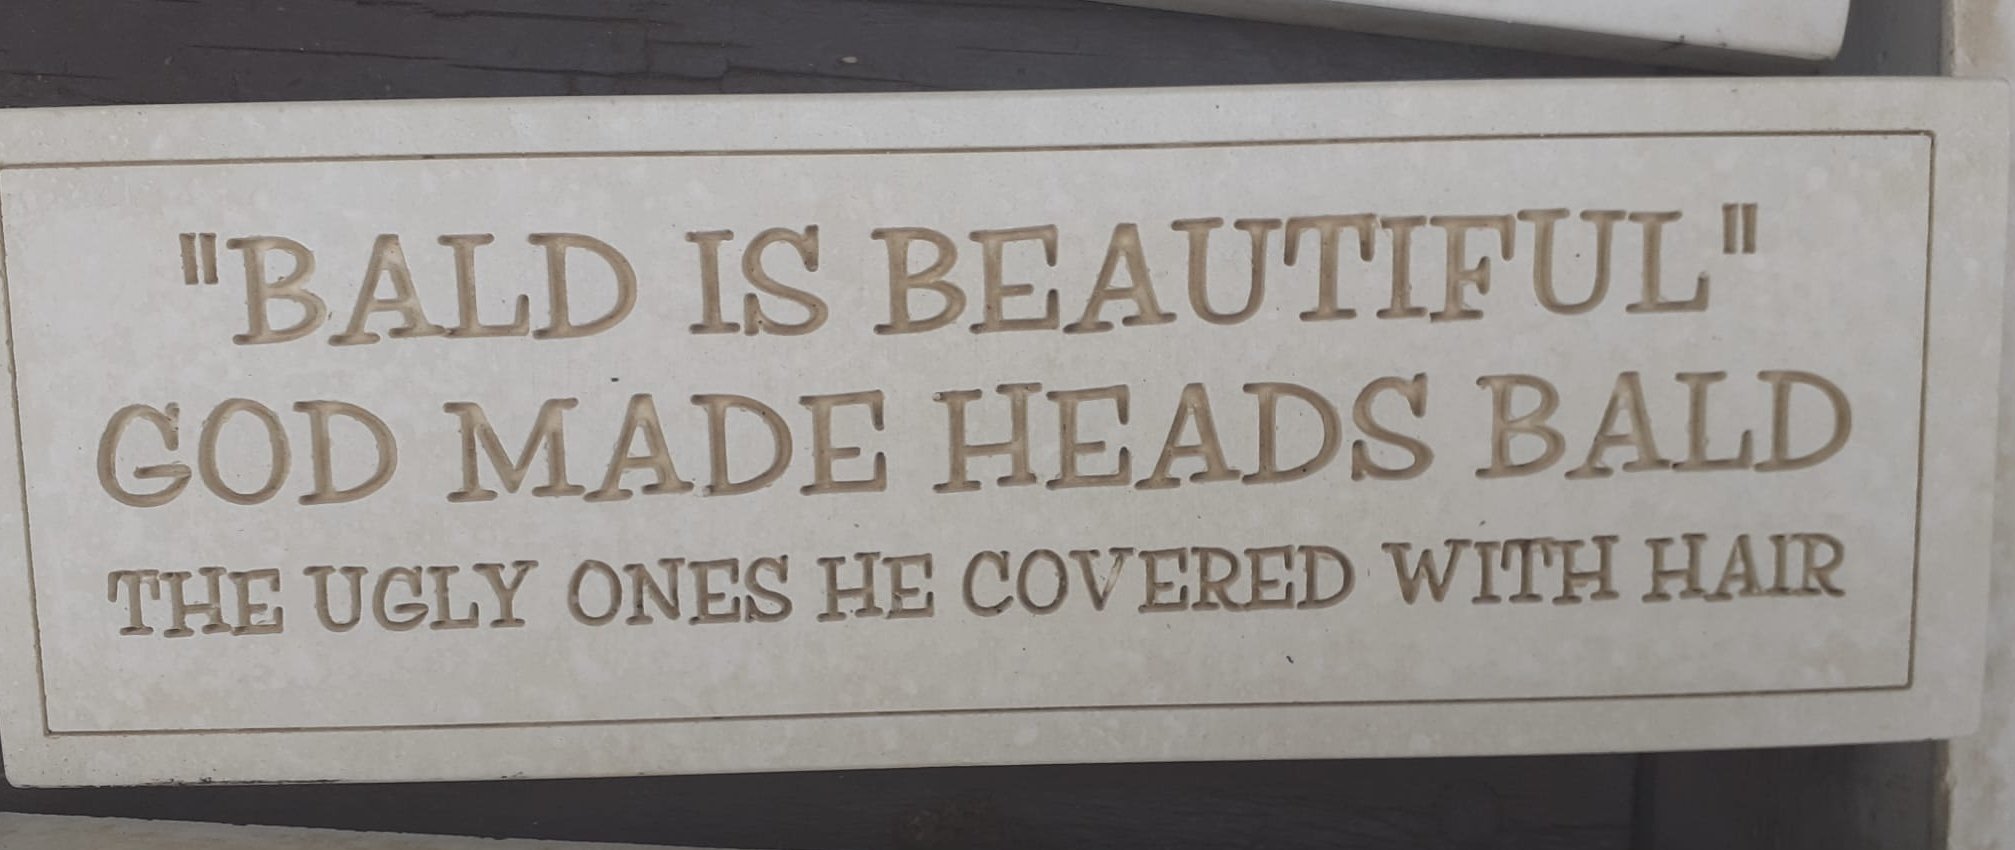 "BALD IS BEAUTIFUL"
GOD MADE HEADS BALD
THE UGLY ONES HE COVERED WITH HAIR